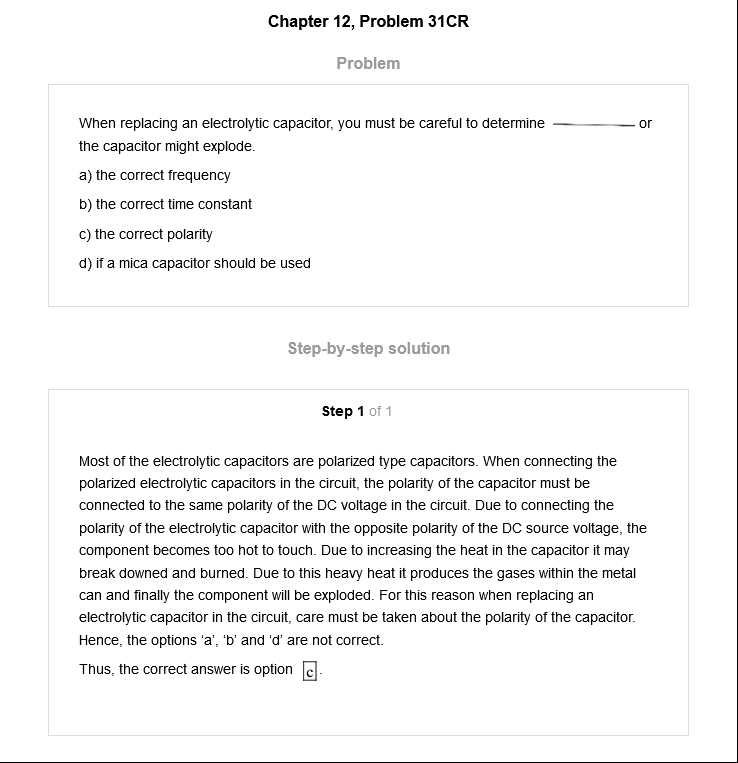 Chapter 12, Problem 31CR
Problem
When replacing an electrolytic capacitor, you must be careful to determine ________ or
the capacitor might explode.
a) the correct frequency
b) the correct time constant
c) the correct polarity
d) if a mica capacitor should be used
Step-by-step solution
Step 1 of 1
Most of the electrolytic capacitors are polarized type capacitors. When connecting the
polarized electrolytic capacitors in the circuit, the polarity of the capacitor must be
connected to the same polarity of the DC voltage in the circuit. Due to connecting the
polarity of the electrolytic capacitor with the opposite polarity of the DC source voltage, the
component becomes too hot to touch. Due to increasing the heat in the capacitor it may
break downed and burned. Due to this heavy heat it produces the gases within the metal
can and finally the component will be exploded. For this reason when replacing an
electrolytic capacitor in the circuit, care must be taken about the polarity of the capacitor.
Hence, the options ‘a’, ‘b’ and ‘d’ are not correct.
Thus, the correct answer is option c.